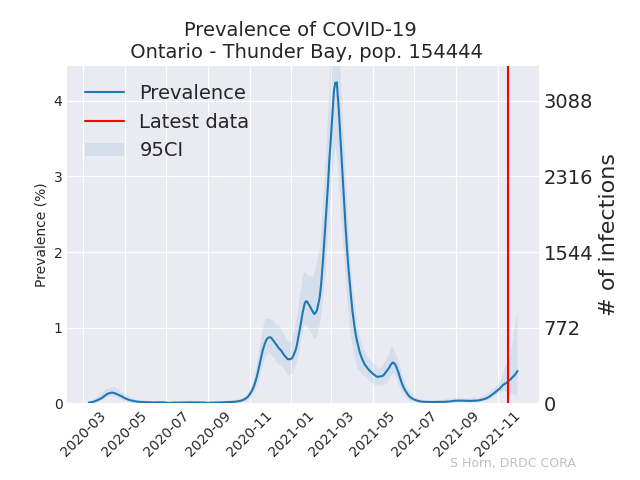 Prevalence of COVID-19
Ontario - Thunder Bay, pop. 154444
Prevalence
Latest data
95CI
Prevalence (%)
4
3
2
1
0
3088
2316
1544
772
0
# of infections
2020-03
2020-05
2020-07
2020-09
2020-11
2021-01
2021-03
2021-05
2021-07
2021-09
2021-11
S Horn, DRDC CORA